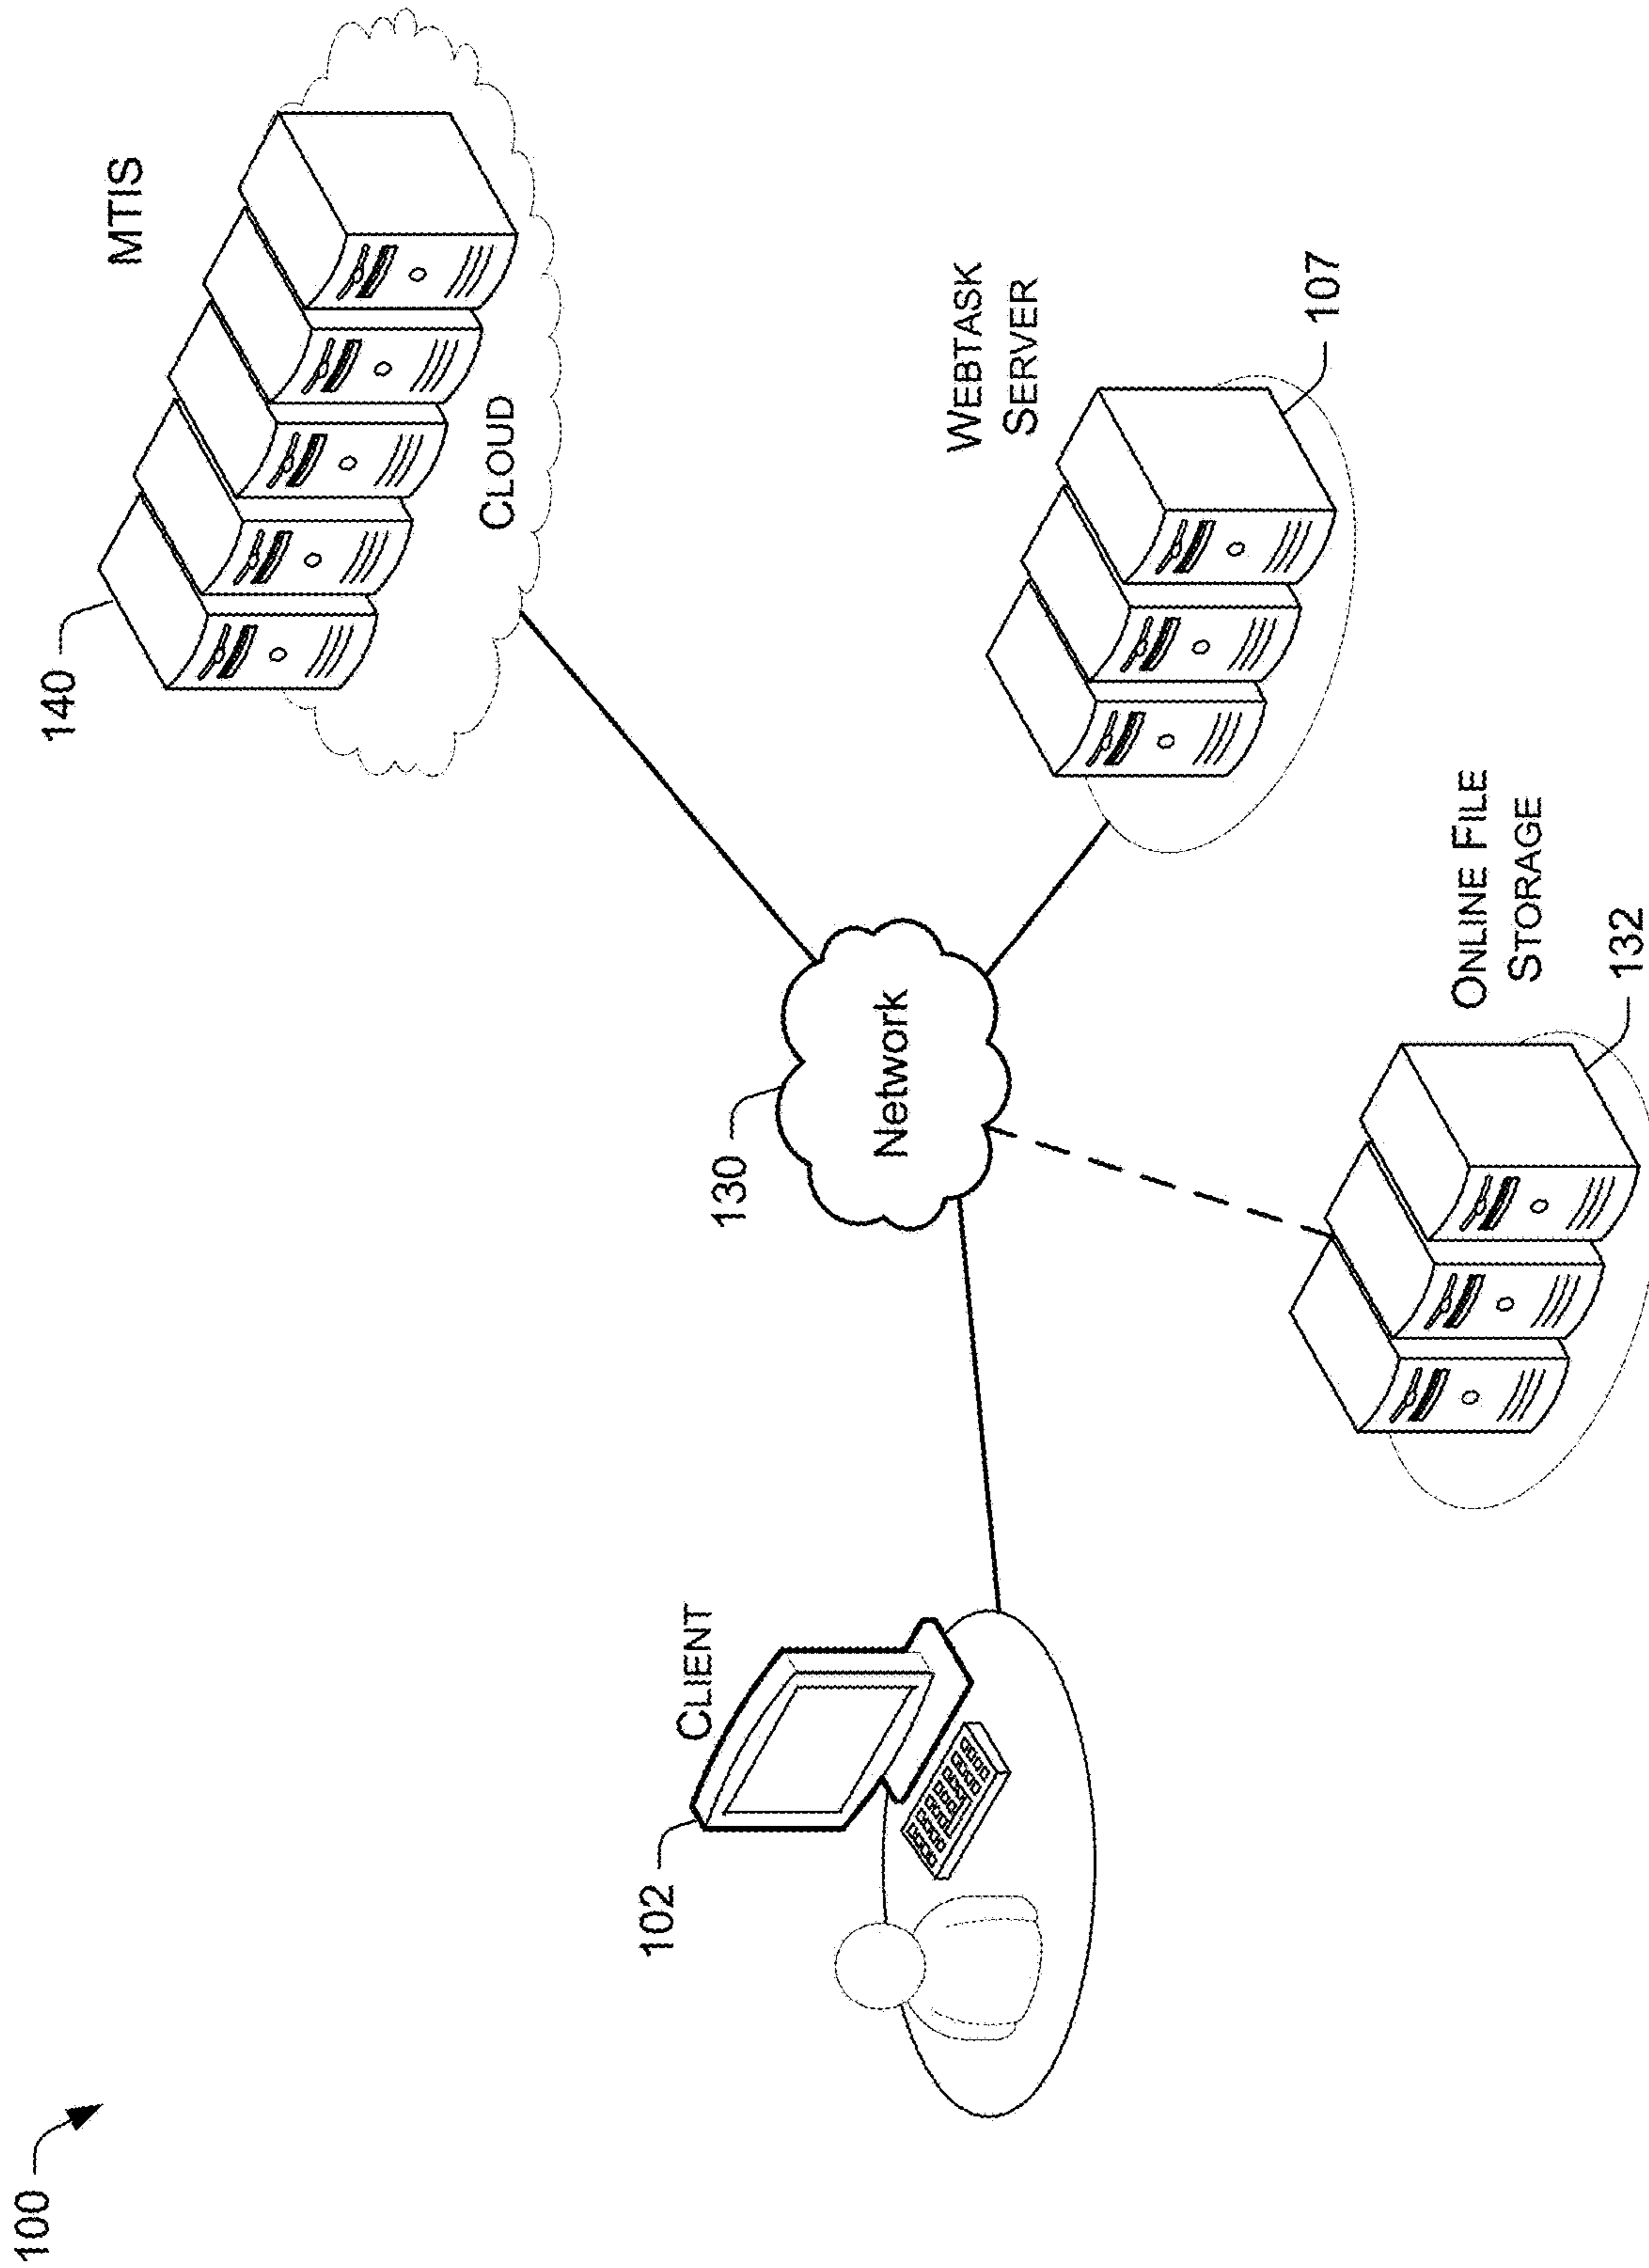 100
140
MTIS
CLOUD
102
CLIENT
130
Network
WEBTASK
SERVER
107
ONLINE FILE
STORAGE
132